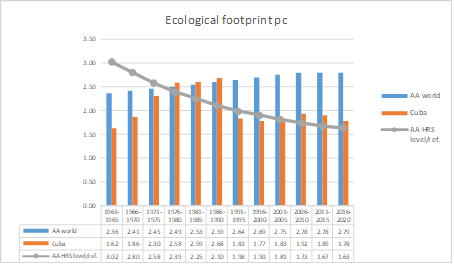 Ecological footprint pc
3.50
3.00
2.50
2.00
1.50
1.00
0.50
0.00
AA world
Cuba
AA HRS
level/ref.
1961- 1966- 1971- 1976- 1981- 1986- 1991- 1996- 2001- 2006- 2011- 2016-
1965 1970 1975 1980 1985 1990 1995 2000 2005 2010 2015 2020
AA world 2.36 2.41 2.45 2.49 2.53 2.59 2.64 2.69 2.75 2.78 2.78 2.79
Cuba 1.62 1.86 2.30 2.58 2.59 2.68 1.83 1.77 1.83 1.92 1.89 1.78
AA HRS level/ref. 3.02 2.80 2.58 2.39 2.25 2.10 1.98 1.90 1.81 1.73 1.67 1.63